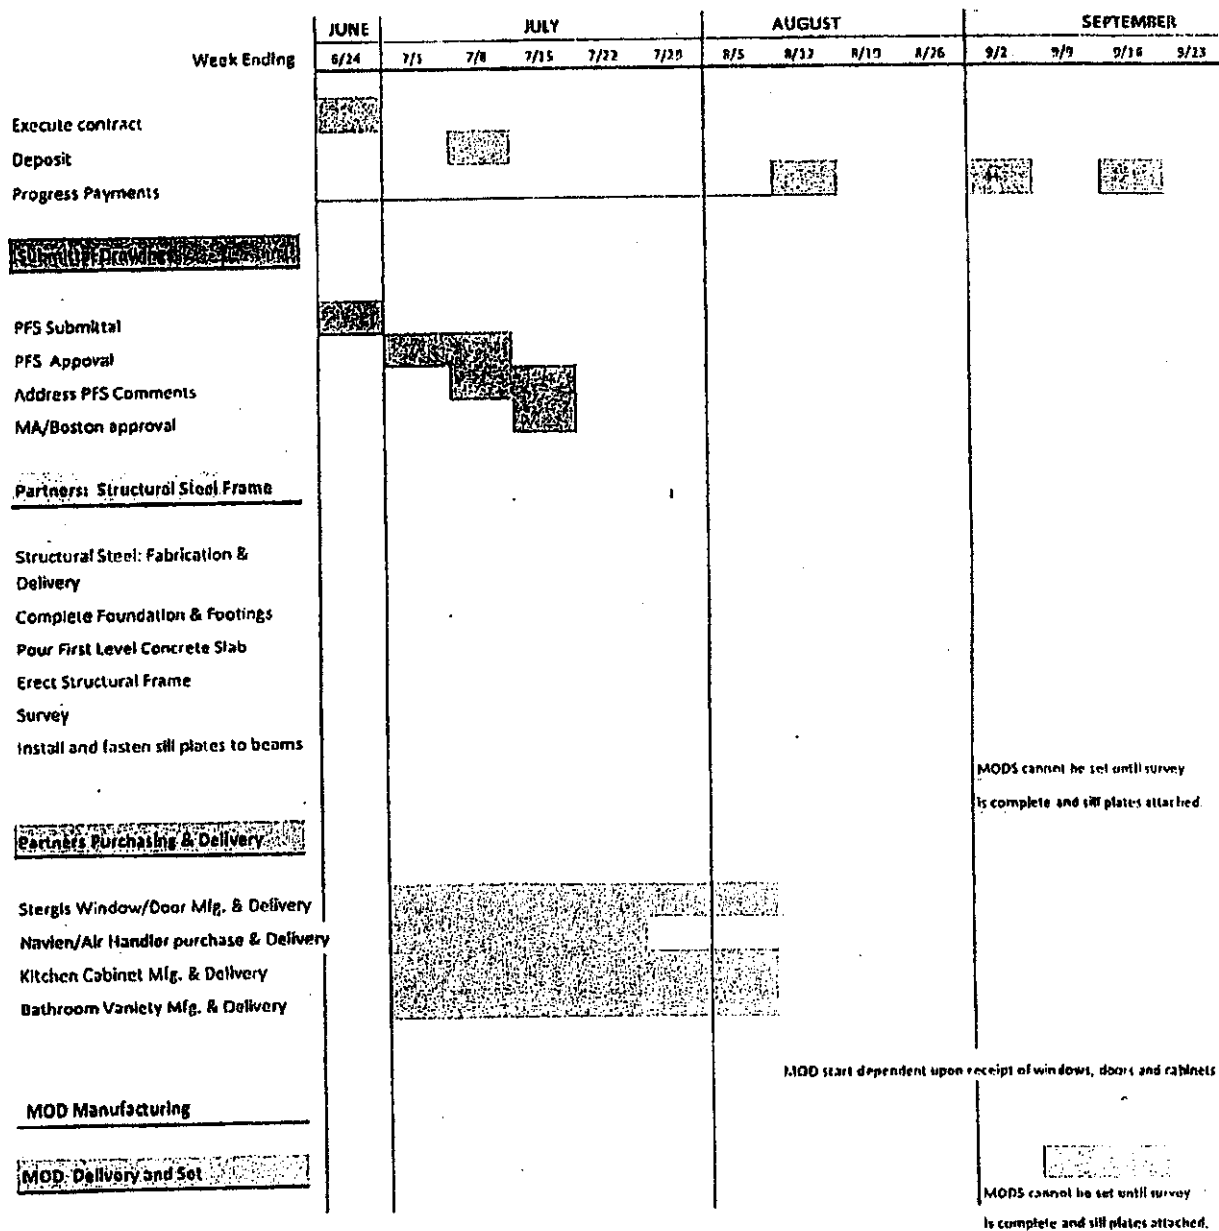 JUNE JULY AUGUST SEPTEMBER
Week Ending 6/24 7/1 7/8 7/15 7/22 7/29 8/5 8/12 8/19 8/26 9/2 9/9 9/16 9/23
Execute contract
Deposit
Progress Payments
PFS Submittal
PFS Appoval
Address PFS Comments
MA/Boston approval
Partners: Structural Steel Frame
Structural Steel: Fabrication &
Delivery
Complete Foundation & Footings
Pour First Level Concrete Slab
Erect Structural Frame
Survey
Install and fasten sill plates to beams
MODS cannot be set until survey
is complete and sill plates attached.
Partners Purchasing & Delivery
Stergis Window/Door Mfg. & Delivery
Navien/Air Handler purchase & Delivery
Kitchen Cabinet Mfg. & Delivery
Bathroom Vaniety Mfg. & Delivery
MOD start dependent upon receipt of windows, doors and cabinets
MOD Manufacturing
MOD Delivery and Set
MODS cannot be set until survey
is complete and sill plates attached.